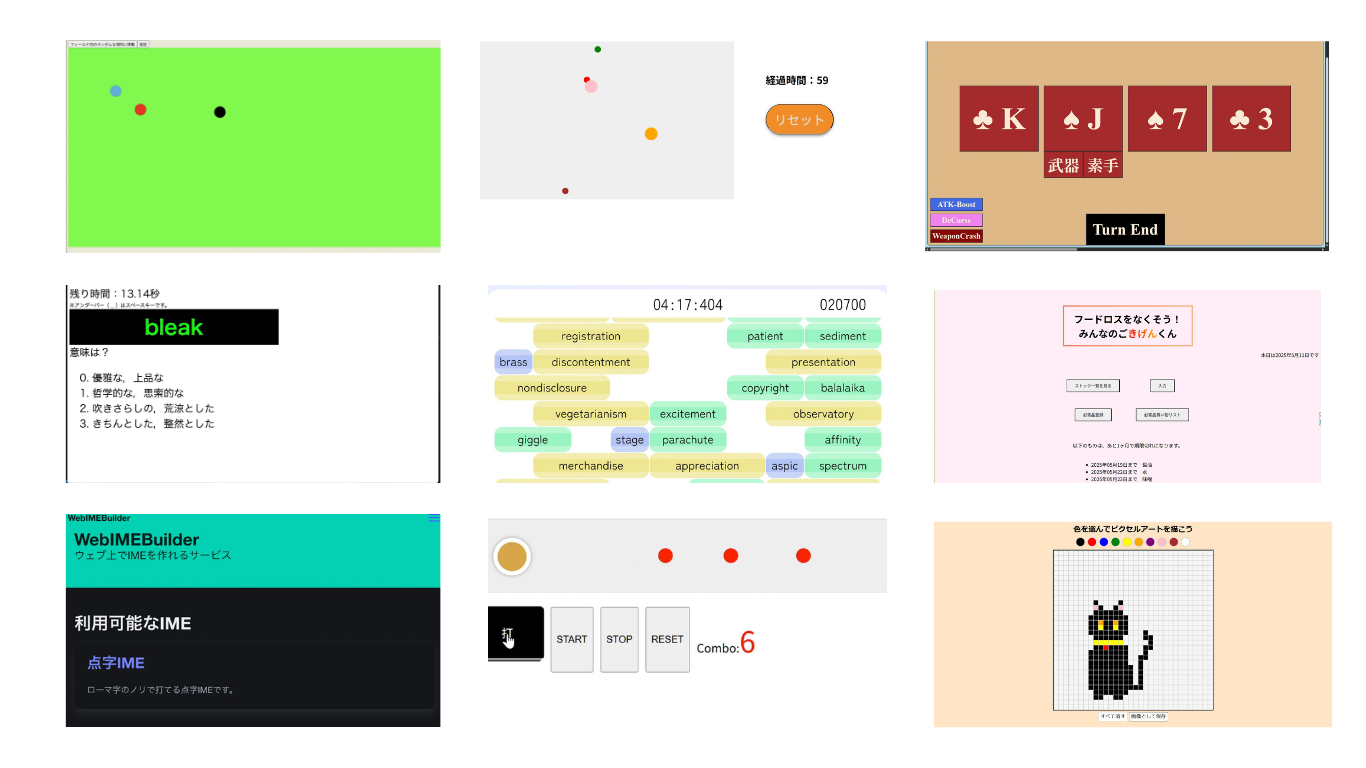 フィールド内のランダムな場所に移動 設定
経過時間：59
リセット
♣ K ♠ J ♠ 7 ♣ 3
武器 素手
ATK-Boost
DeCurse
WeaponCrash
Turn End
残り時間：13.14秒
※アンダーバー（_）はスペースキーです。
bleak
意味は？
0. 優雅な，上品な
1. 哲学的な，思索的な
2. 吹きさらしの，荒涼とした
3. きちんとした，整然とした
04:17:404 020700
registration patient sediment
brass discontentment presentation
nondisclosure copyright balalaika
vegetarianism excitement observatory
giggle stage parachute affinity
merchandise appreciation aspic spectrum
フードロスをなくそう！
みんなのごきげんくん
本日は2025年5月11日です
ストック一覧を見る 入力
必需品登録 必需品買い物リスト
以下のものは、あと1ヶ月で期限切れになります。
2025年05月19日まで 醤油
2025年05月22日まで 水
2025年05月22日まで 味噌
WebIMEBuilder
WebIMEBuilder
ウェブ上でIMEを作れるサービス
利用可能なIME
点字IME
ローマ字のノリで打てる点字IMEです。
打 START STOP RESET Combo:6
色を選んでピクセルアートを描こう
すべて消す 画像として保存